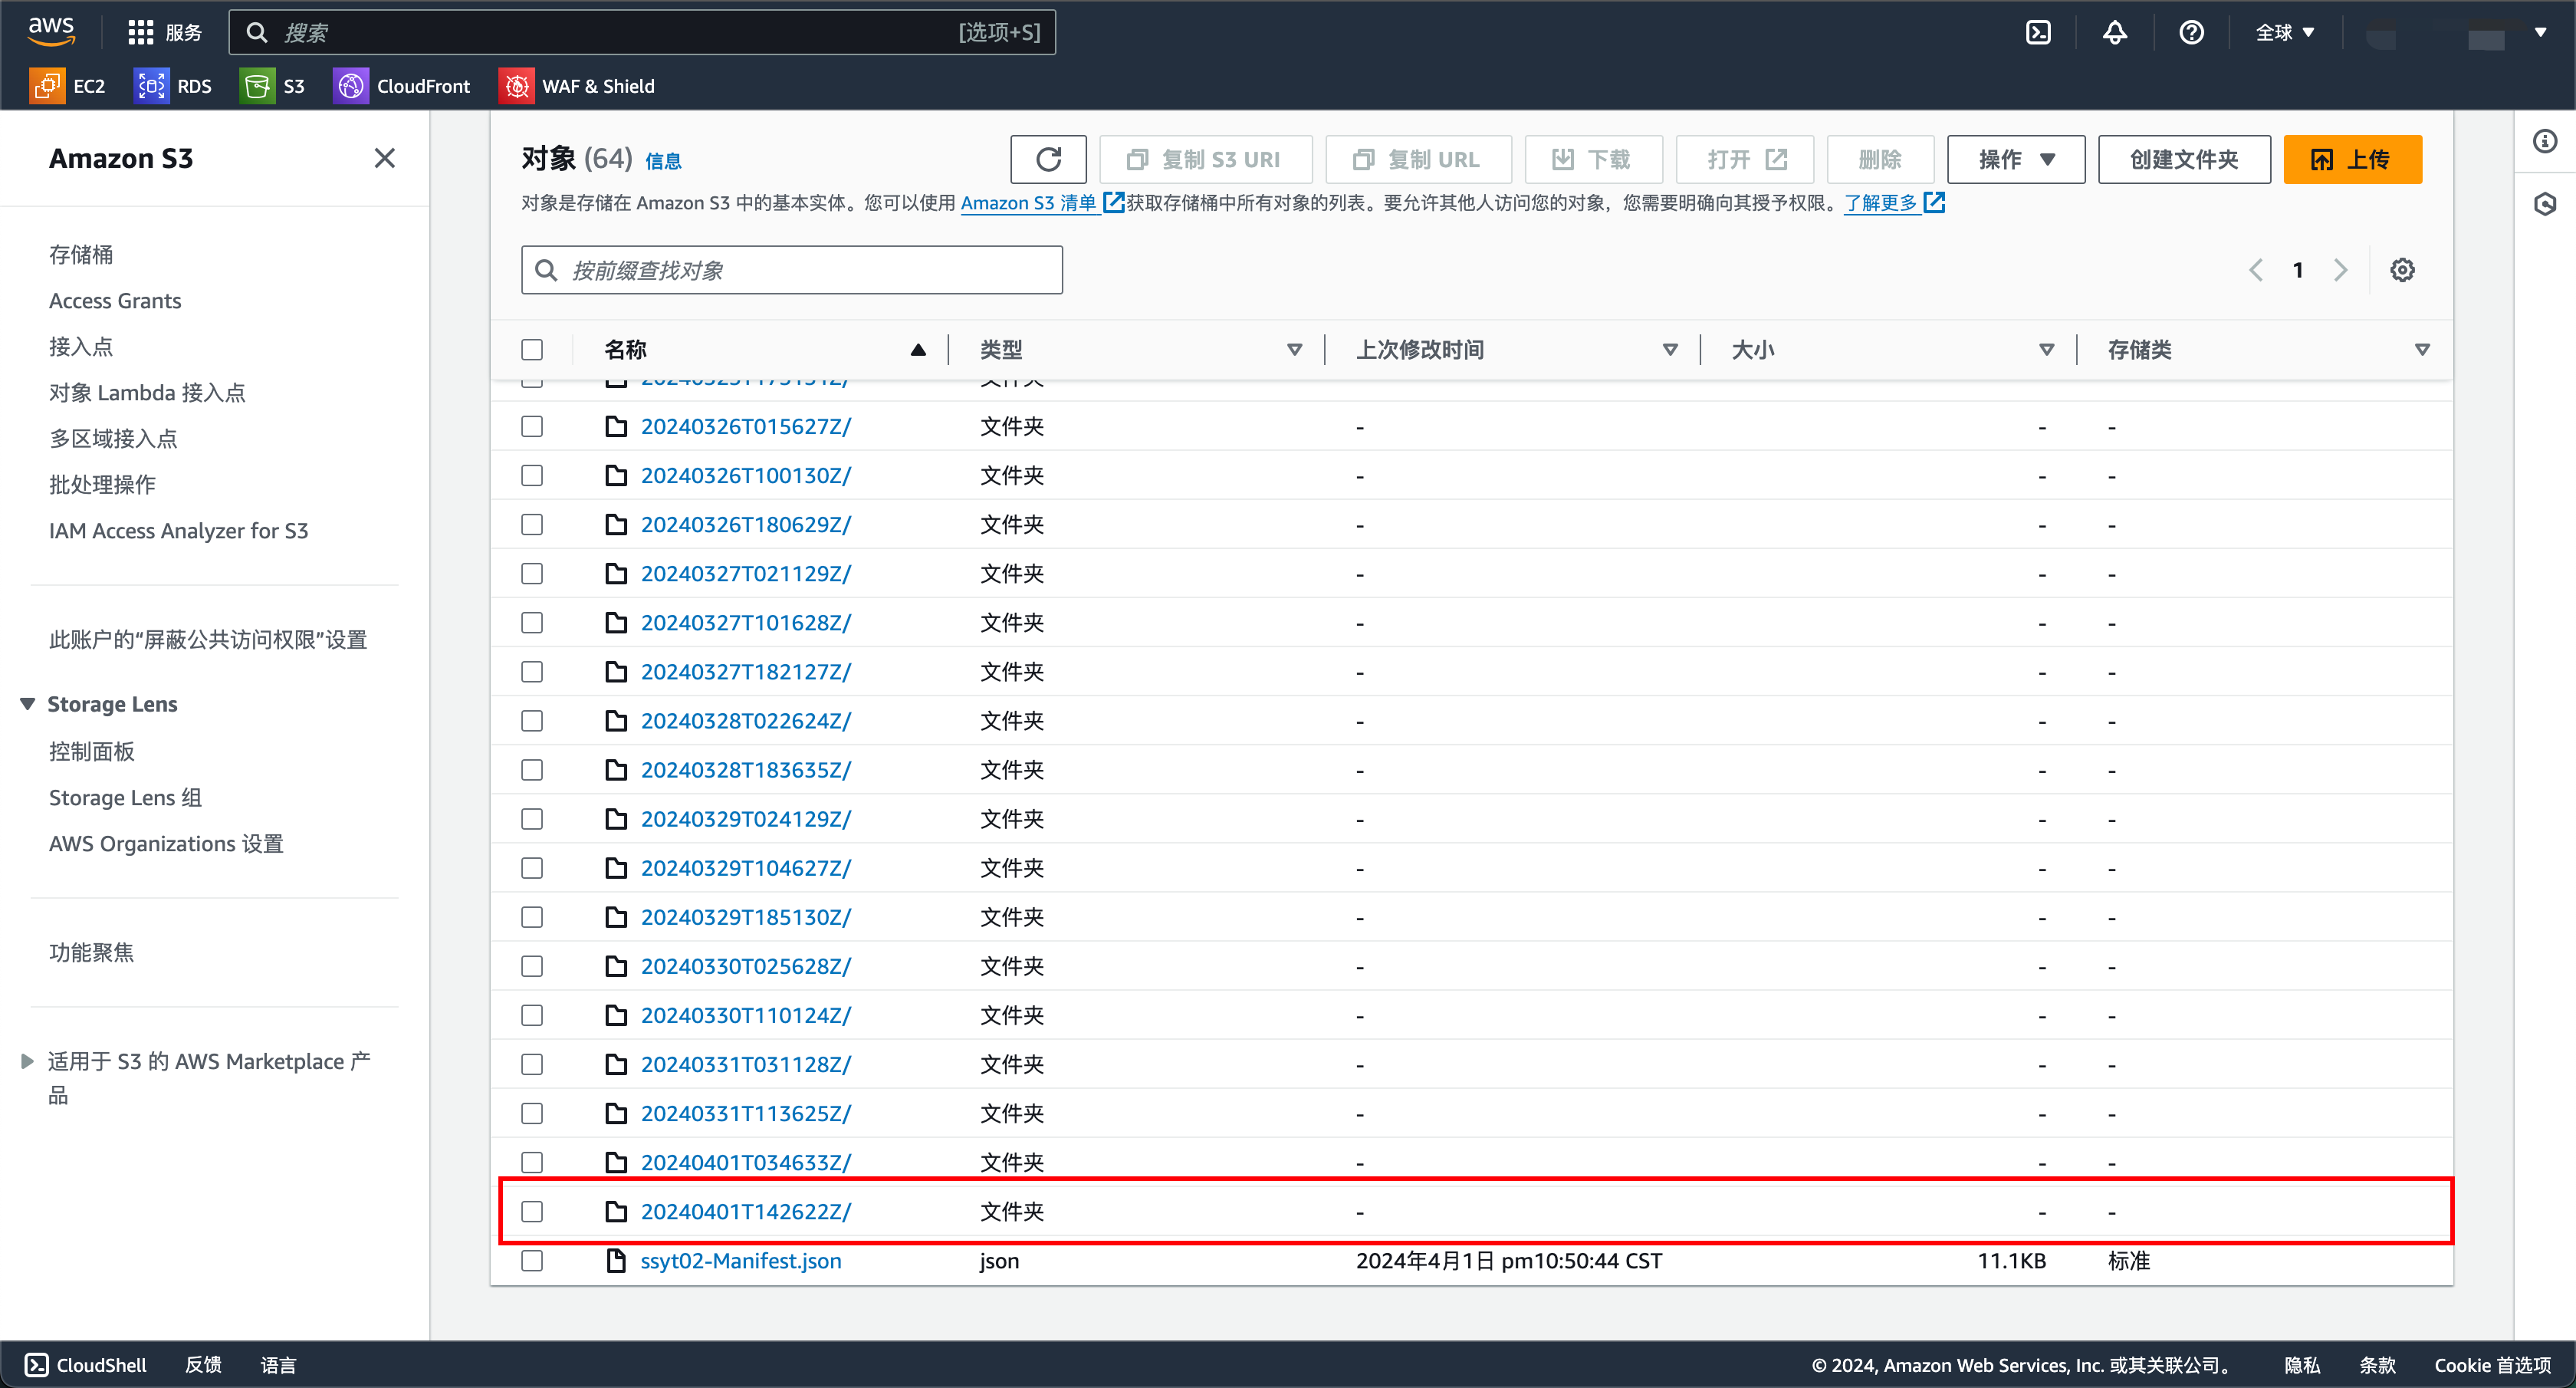 aws
服务
搜索
[选项+S]
全球
EC2
RDS
S3
CloudFront
WAF & Shield
Amazon S3
存储桶
Access Grants
接入点
对象 Lambda 接入点
多区域接入点
批处理操作
IAM Access Analyzer for S3
此账户的“屏蔽公共访问权限”设置
Storage Lens
控制面板
Storage Lens 组
AWS Organizations 设置
功能聚焦
适用于 S3 的 AWS Marketplace 产
品
对象 (64) 信息
复制 S3 URI
复制 URL
下载
打开
删除
操作
创建文件夹
上传
对象是存储在 Amazon S3 中的基本实体。您可以使用 Amazon S3 清单 获取存储桶中所有对象的列表。要允许其他人访问您的对象，您需要明确向其授予权限。 了解更多
按前缀查找对象
1
名称 类型 上次修改时间 大小 存储类
20240326T015627Z/ 文件夹 - - -
20240326T100130Z/ 文件夹 - - -
20240326T180629Z/ 文件夹 - - -
20240327T021129Z/ 文件夹 - - -
20240327T101628Z/ 文件夹 - - -
20240327T182127Z/ 文件夹 - - -
20240328T022624Z/ 文件夹 - - -
20240328T183635Z/ 文件夹 - - -
20240329T024129Z/ 文件夹 - - -
20240329T104627Z/ 文件夹 - - -
20240329T185130Z/ 文件夹 - - -
20240330T025628Z/ 文件夹 - - -
20240330T110124Z/ 文件夹 - - -
20240331T031128Z/ 文件夹 - - -
20240331T113625Z/ 文件夹 - - -
20240401T034633Z/ 文件夹 - - -
20240401T142622Z/ 文件夹 - - -
ssyt02-Manifest.json json 2024年4月1日 pm10:50:44 CST 11.1KB 标准
CloudShell 反馈 语言
© 2024, Amazon Web Services, Inc. 或其关联公司。 隐私 条款 Cookie 首选项